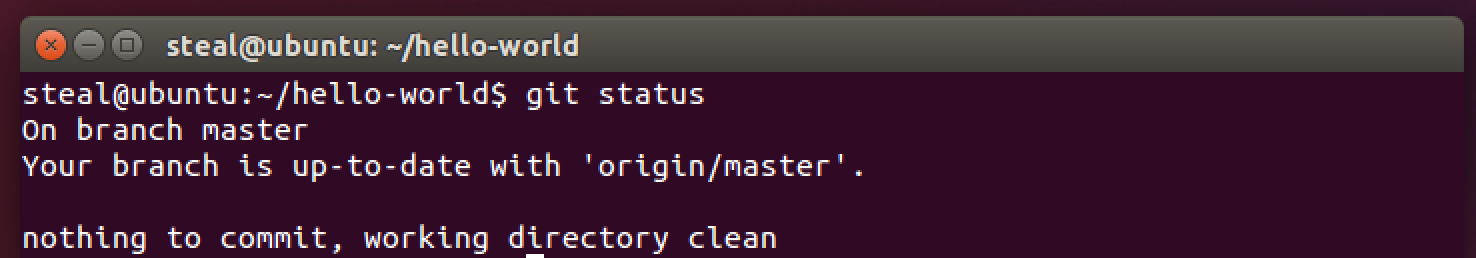 steal@ubuntu: ~/hello-world
steal@ubuntu:~/hello-world$ git status
On branch master
Your branch is up-to-date with 'origin/master'.
nothing to commit, working directory clean